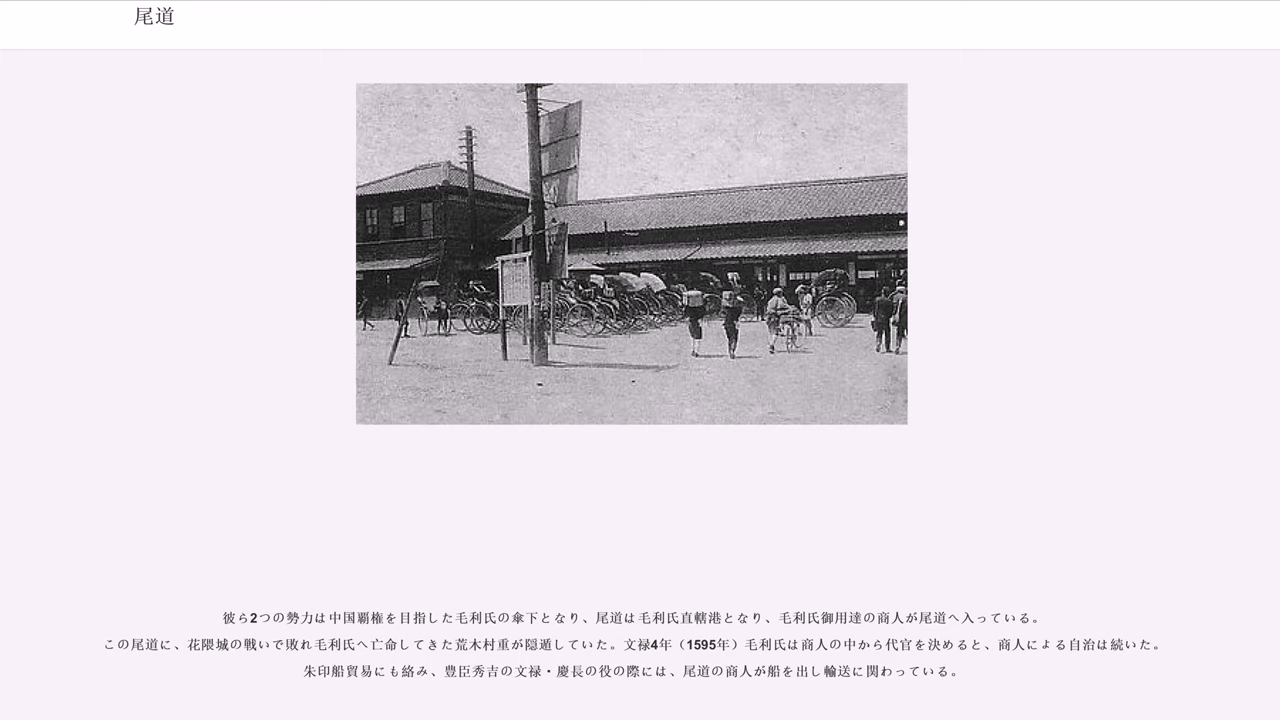 尾道
彼ら2つの勢力は中国覇権を目指した毛利氏の傘下となり、尾道は毛利氏直轄港となり、毛利氏御用達の商人が尾道へ入っている。
この尾道に、花隈城の戦いで敗れ毛利氏へ亡命してきた荒木村重が隠遁していた。文禄4年（1595年）毛利氏は商人の中から代官を決めると、商人による自治は続いた。
朱印船貿易にも絡み、豊臣秀吉の文禄・慶長の役の際には、尾道の商人が船を出し輸送に関わっている。